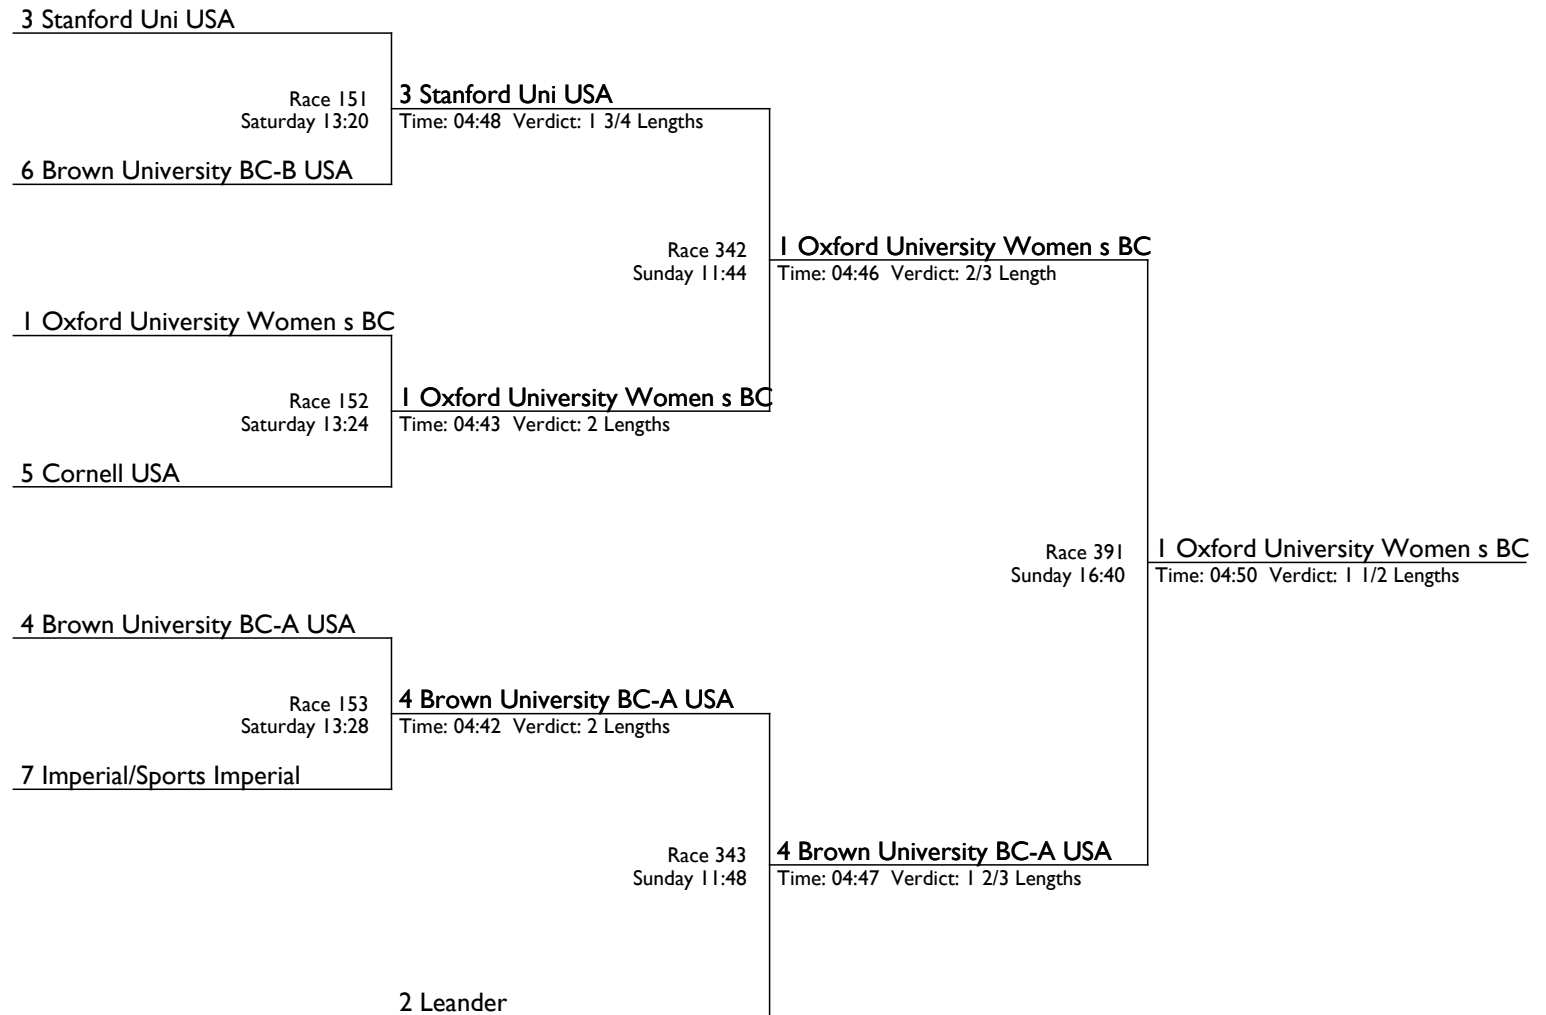 3 Stanford Uni USA
Race 151
Saturday 13:20
3 Stanford Uni USA
Time: 04:48 Verdict: 1 3/4 Lengths
6 Brown University BC-B USA
Race 342
Sunday 11:44
1 Oxford University Women s BC
Time: 04:46 Verdict: 2/3 Length
1 Oxford University Women s BC
Race 152
Saturday 13:24
1 Oxford University Women s BC
Time: 04:43 Verdict: 2 Lengths
5 Cornell USA
Race 391
Sunday 16:40
1 Oxford University Women s BC
Time: 04:50 Verdict: 1 1/2 Lengths
4 Brown University BC-A USA
Race 153
Saturday 13:28
4 Brown University BC-A USA
Time: 04:42 Verdict: 2 Lengths
7 Imperial/Sports Imperial
Race 343
Sunday 11:48
4 Brown University BC-A USA
Time: 04:47 Verdict: 1 2/3 Lengths
2 Leander